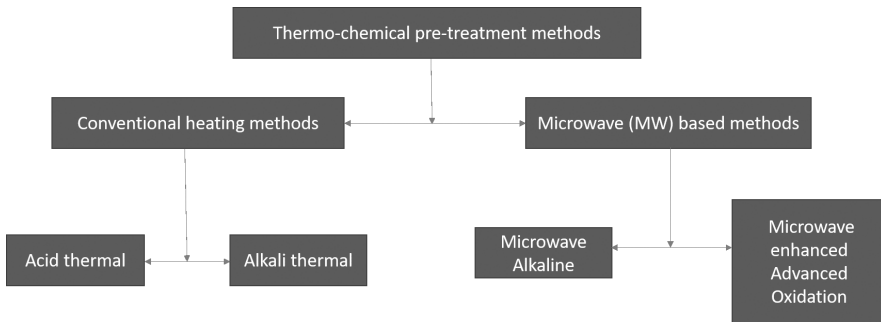 Thermo-chemical pre-treatment methods
Conventional heating methods
Microwave (MW) based methods
Acid thermal
Alkali thermal
Microwave
Alkaline
Microwave
enhanced
Advanced
Oxidation